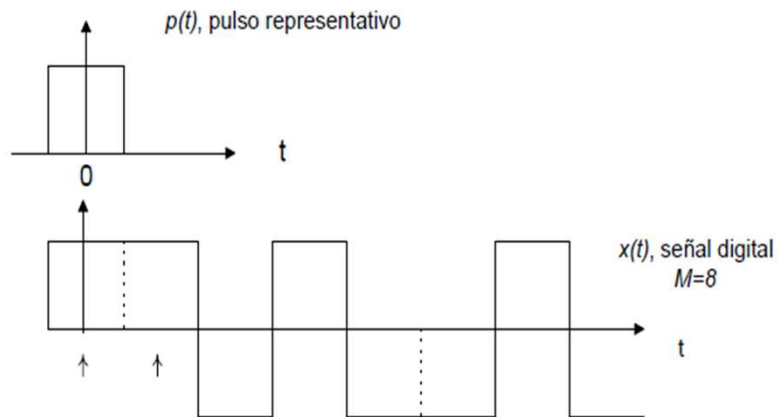 p(t), pulso representativo
t
0
x(t), señal digital
M=8
t